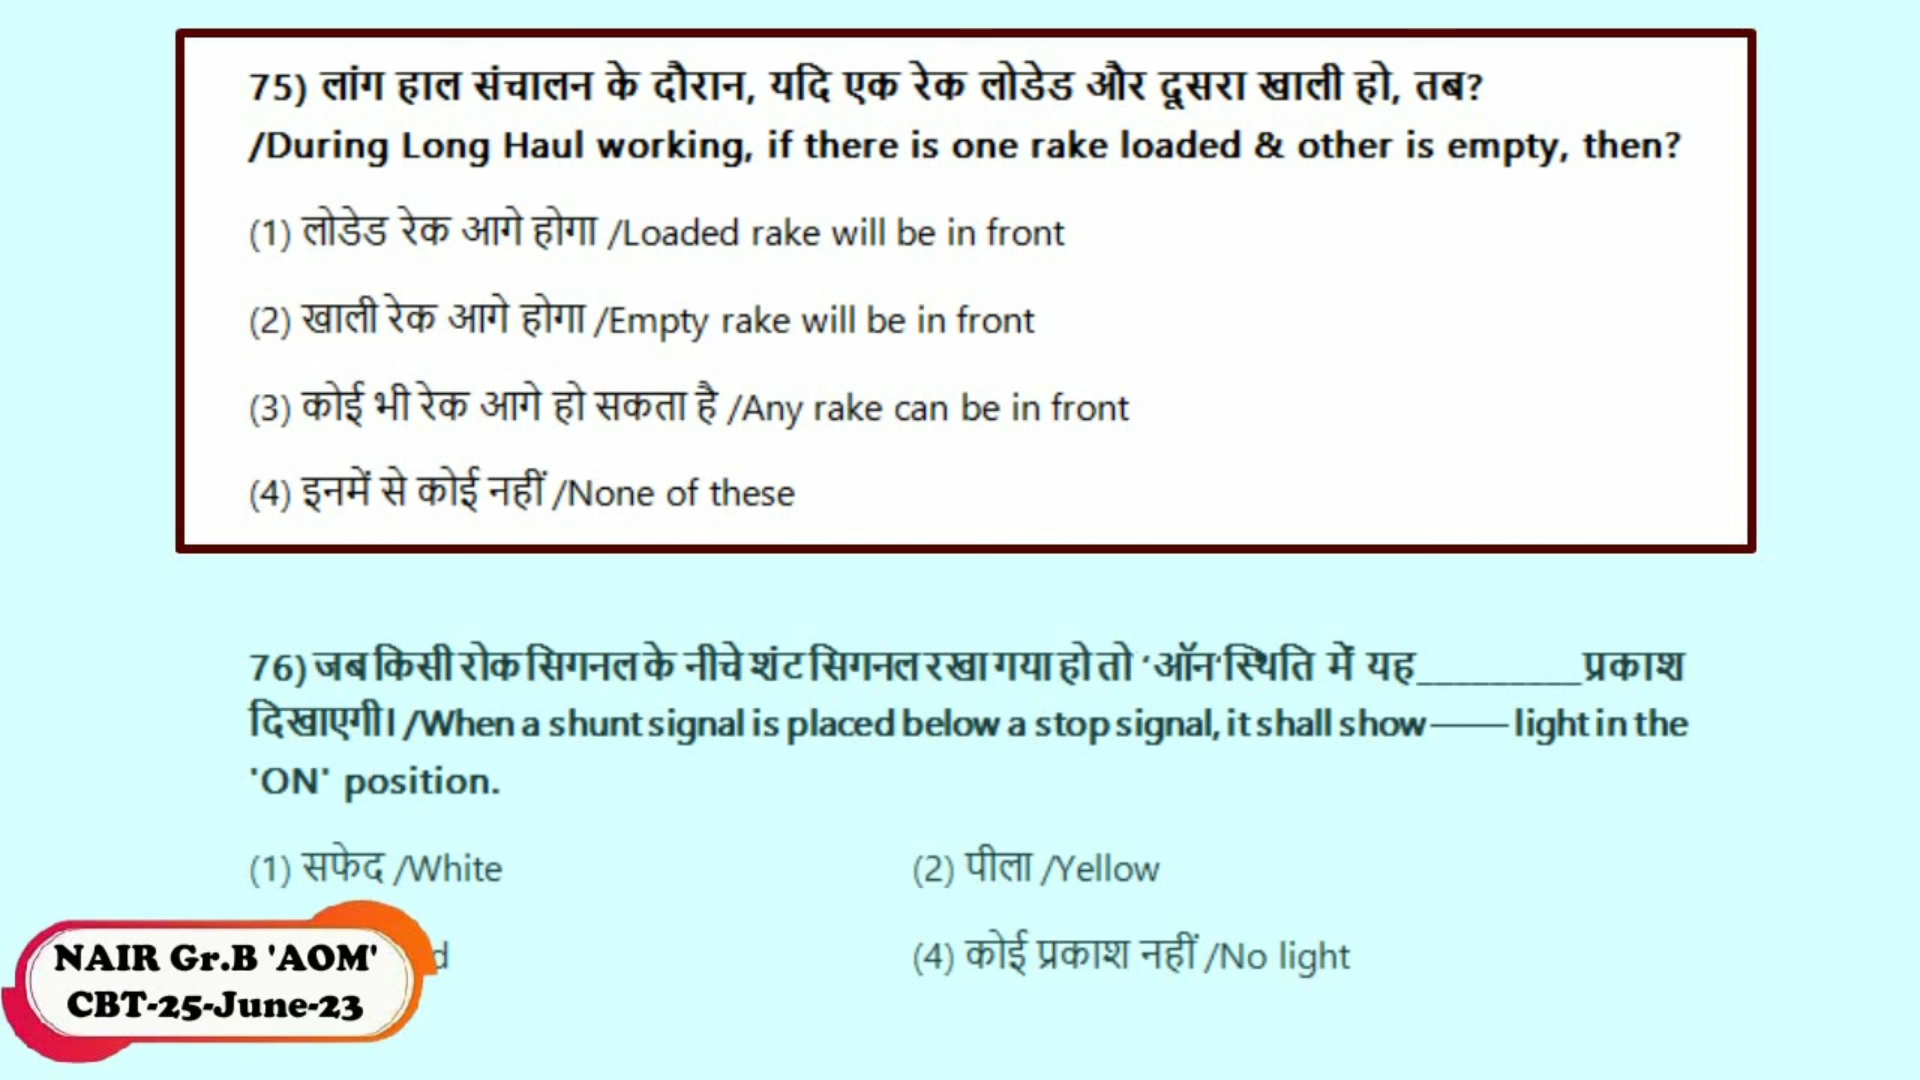 75) लांग हाल संचालन के दौरान, यदि एक रेक लोडेड और दूसरा खाली हो, तब?
/During Long Haul working, if there is one rake loaded & other is empty, then?
(1) लोडेड रेक आगे होगा /Loaded rake will be in front
(2) खाली रेक आगे होगा /Empty rake will be in front
(3) कोई भी रेक आगे हो सकता है /Any rake can be in front
(4) इनमें से कोई नहीं /None of these
76) जब किसी रोक सिगनल के नीचे शंट सिगनल रखा गया हो तो 'ऑन' स्थिति में यह_________प्रकाश
दिखाएगी। /When a shunt signal is placed below a stop signal, it shall show—— light in the
'ON' position.
(1) सफेद /White (2) पीला /Yellow
d (4) कोई प्रकाश नहीं /No light
NAIR Gr.B 'AOM'
CBT-25-June-23